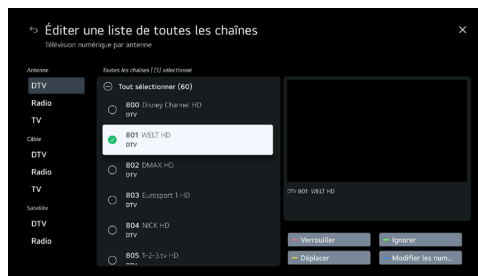 Éditer une liste de toutes les chaînes
Télévision numérique par antenne
Antenne
DTV
Radio
TV
Câble
DTV
Radio
TV
Satellite
DTV
Radio
Toutes les chaînes | [1] sélectionné
Tout sélectionner (60)
800 Disney Channel HD
DTV
801 WELT HD
DTV
802 DMAX HD
DTV
803 Eurosport 1 HD
DTV
804 NICK HD
DTV
805 1-2-3.tv HD
DTV
DTV 801 WELT HD
Verrouiller
Ignorer
Déplacer
Modifier les num...